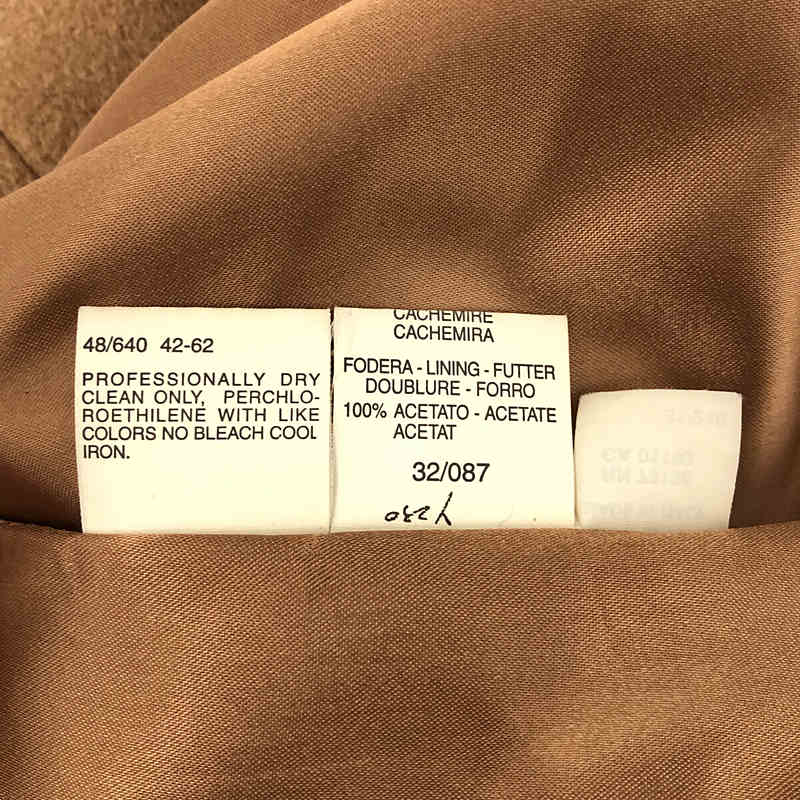 48/640 42-62
PROFESSIONALLY DRY
CLEAN ONLY, PERCHLO-
ROETHILENE WITH LIKE
COLORS NO BLEACH COOL
IRON.
CACHEMIRE
CACHEMIRA
FODERA - LINING - FUTTER
DOUBLURE - FORRO
100% ACETATO - ACETATE
ACETAT
32/087
Y230